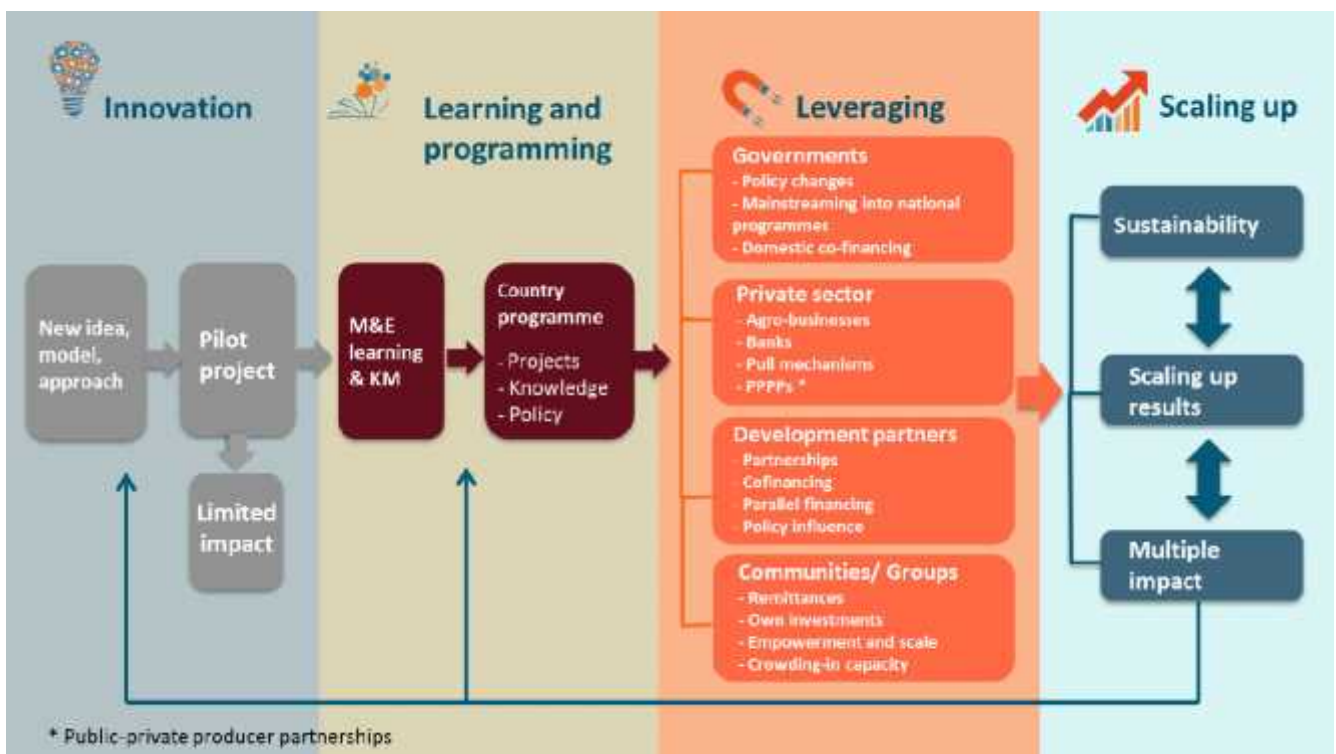 Innovation
New idea,
model,
approach
Pilot
project
Limited
impact
Learning and
programming
M&E
learning
& KM
Country
programme
- Projects
- Knowledge
- Policy
Leveraging
Governments
- Policy changes
- Mainstreaming into national
programmes
- Domestic co-financing
Private sector
- Agro-businesses
- Banks
- Pull mechanisms
- PPPPs *
Development partners
- Partnerships
- Cofinancing
- Parallel financing
- Policy influence
Communities/ Groups
- Remittances
- Own investments
- Empowerment and scale
- Crowding-in capacity
Scaling up
Sustainability
Scaling up
results
Multiple
impact
* Public-private producer partnerships